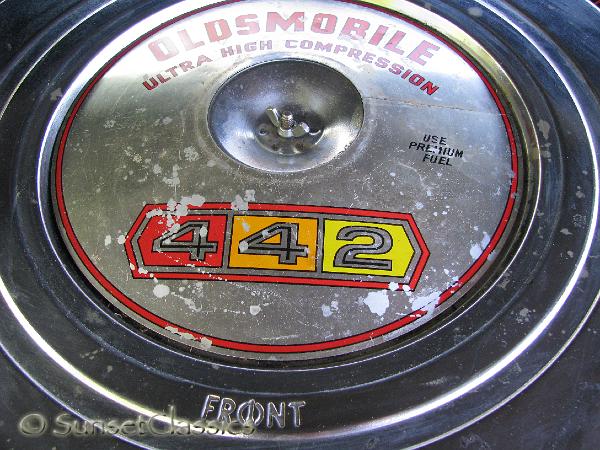 OLDSMOBILE
ULTRA HIGH COMPRESSION
USE
PREMIUM
FUEL
442
FRONT
© SunsetClassics